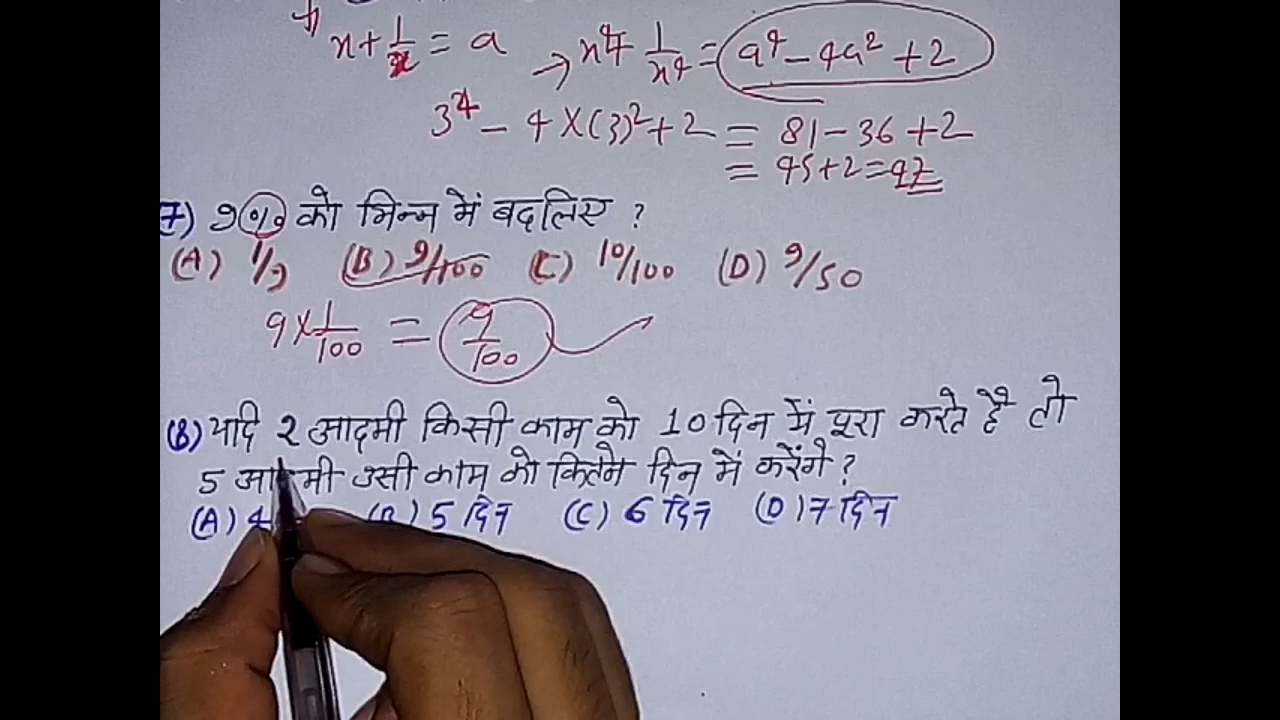 x + 1/x = a → x⁴ + 1/x⁴ = a⁴ - 4a² + 2
3⁴ - 4 × (3)² + 2 = 81 - 36 + 2
= 45 + 2 = 47
(7) 9% को भिन्न में बदलिए ?
(A) 1/9 (B) 9/100 (C) 10/100 (D) 9/50
9 × 1/100 = 9/100
(8) यदि 2 आदमी किसी काम को 10 दिन में पूरा करते है तो
5 आदमी उसी काम को कितने दिन में करेंगे ?
(A) 4 (B) 5 दिन (C) 6 दिन (D) 7 दिन